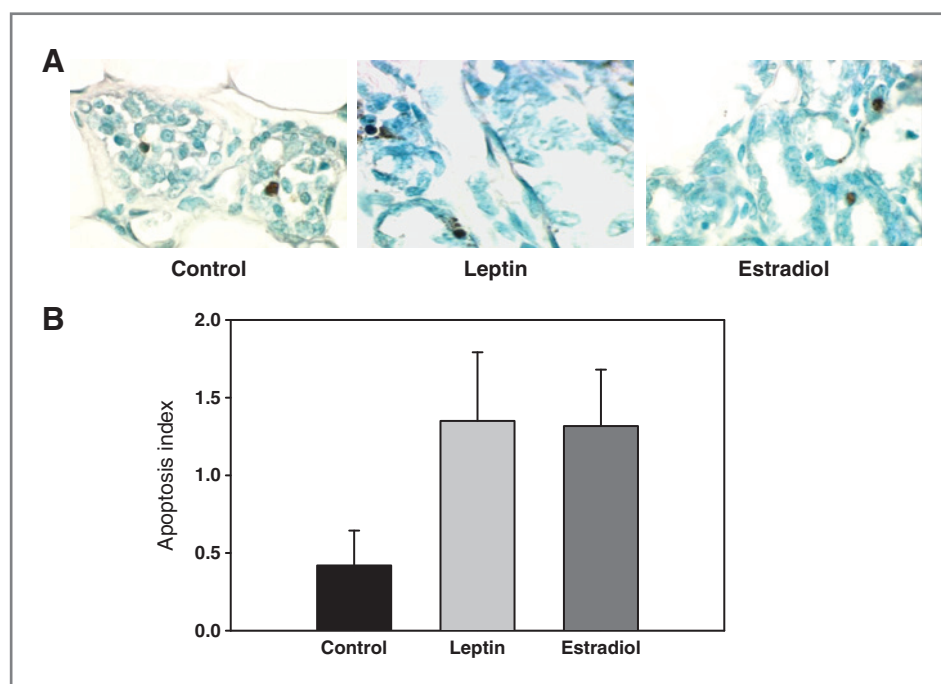 A
Control
Leptin
Estradiol
B
2.0
1.5
1.0
0.5
0.0
Apoptosis index
Control
Leptin
Estradiol